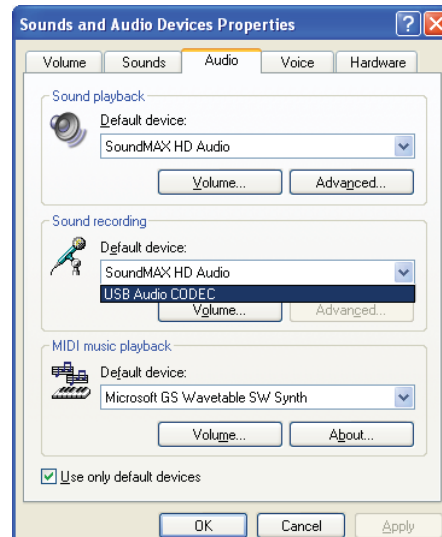 Sounds and Audio Devices Properties
Volume Sounds Audio Voice Hardware
Sound playback
Default device:
SoundMAX HD Audio
Volume... Advanced...
Sound recording
Default device:
SoundMAX HD Audio
USB Audio CODEC
Volume... Advanced...
MIDI music playback
Default device:
Microsoft GS Wavetable SW Synth
Volume... About...
Use only default devices
OK Cancel Apply